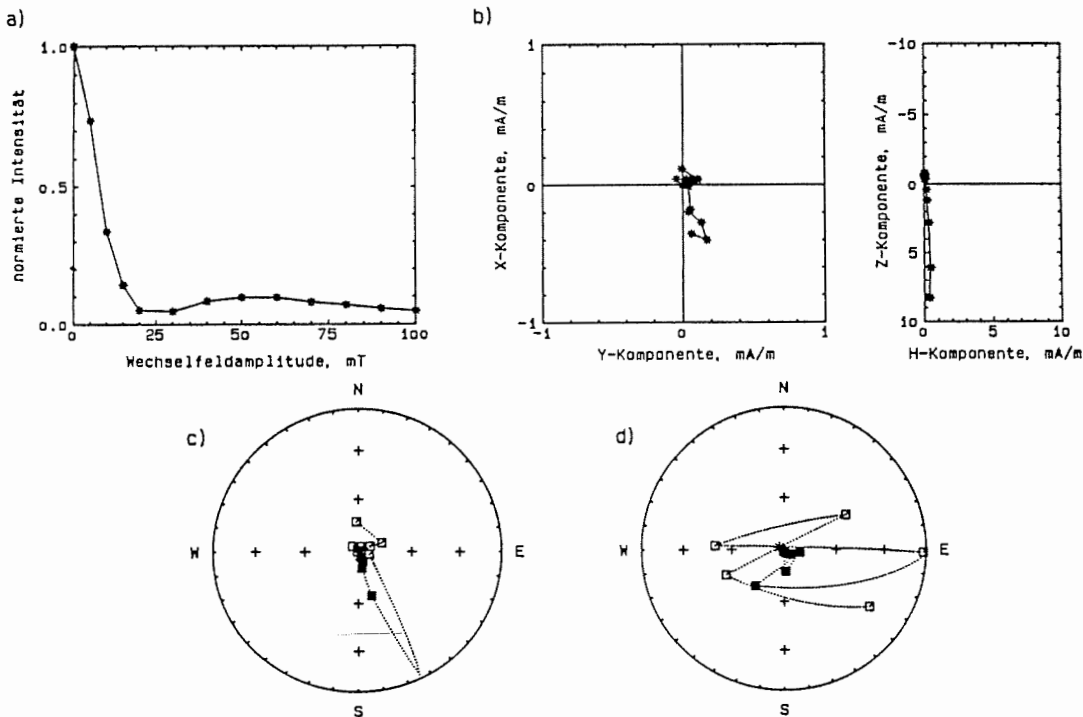 a)
normierte Intensität
1.0
0.5
0.0
0
25
50
75
100
Wechselfeldamplitude, mT
b)
X-Komponente, mA/m
1
0
-1
-1
0
1
Y-Komponente, mA/m
Z-Komponente, mA/m
-10
-5
0
5
10
0
5
10
H-Komponente, mA/m
c)
N
W
E
S
d)
N
W
E
S